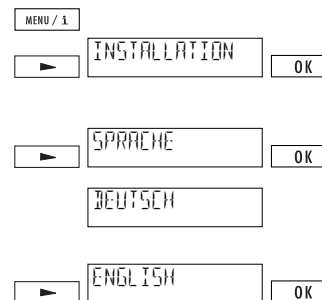 MENU / i
INSTALLATION
OK
SPRACHE
OK
DEUTSCH
ENGLISH
OK